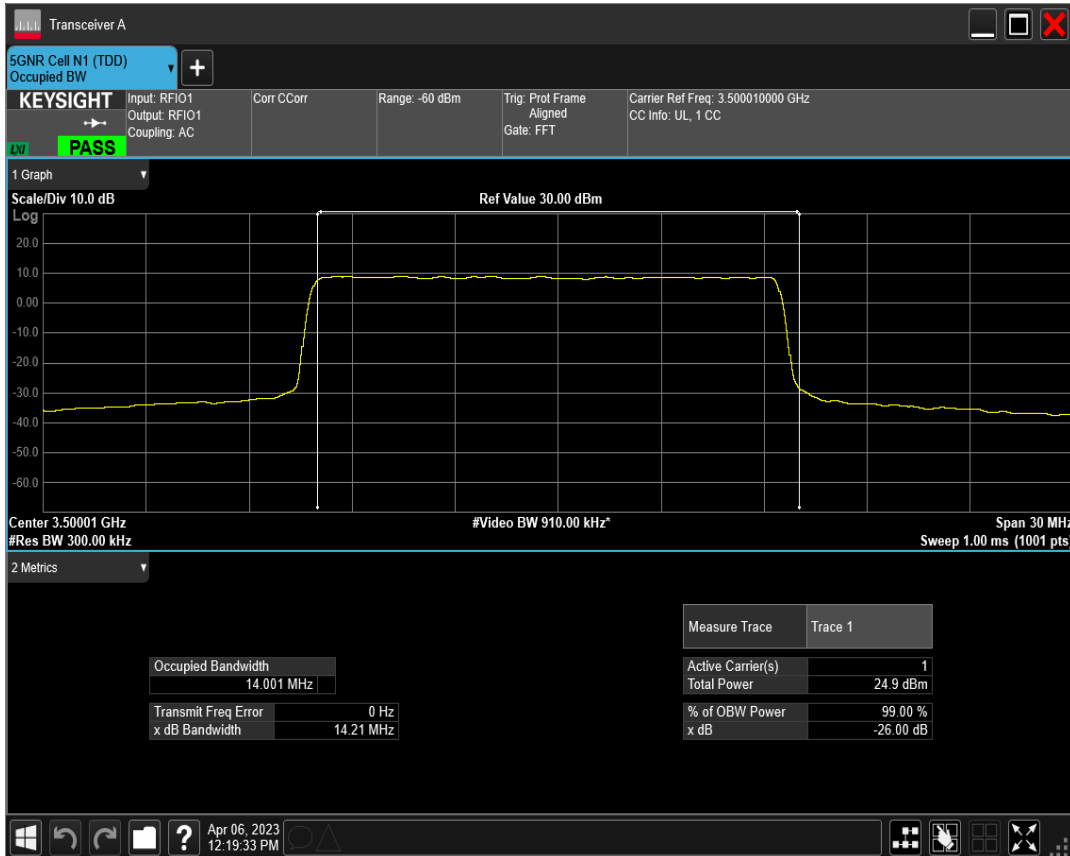 Transceiver A
5GNR Cell N1 (TDD)
Occupied BW
+
KEYSIGHT
LXI
PASS
Input: RFIO1
Output: RFIO1
Coupling: AC
Corr CCorr
Range: -60 dBm
Trig: Prot Frame
Aligned
Gate: FFT
Carrier Ref Freq: 3.500010000 GHz
CC Info: UL, 1 CC
1 Graph
Scale/Div 10.0 dB
Ref Value 30.00 dBm
Log
20.0
10.0
0.00
-10.0
-20.0
-30.0
-40.0
-50.0
-60.0
Center 3.50001 GHz
#Video BW 910.00 kHz*
Span 30 MHz
#Res BW 300.00 kHz
Sweep 1.00 ms (1001 pts)
2 Metrics
Measure Trace Trace 1
Occupied Bandwidth
14.001 MHz
Transmit Freq Error 0 Hz
x dB Bandwidth 14.21 MHz
Active Carrier(s) 1
Total Power 24.9 dBm
% of OBW Power 99.00 %
x dB -26.00 dB
?
Apr 06, 2023
12:19:33 PM